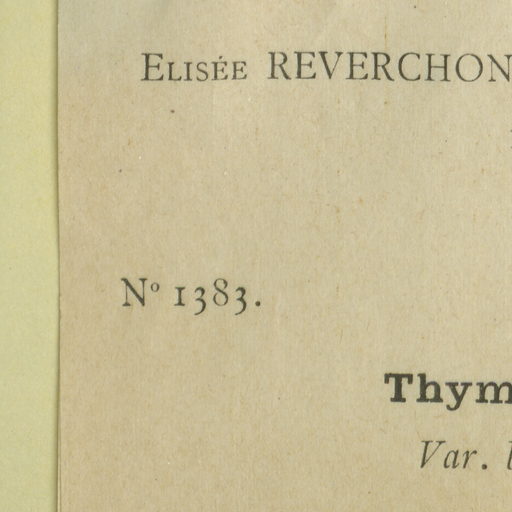 Elisée REVERCHON
Nº 1383.
Thym
Var.